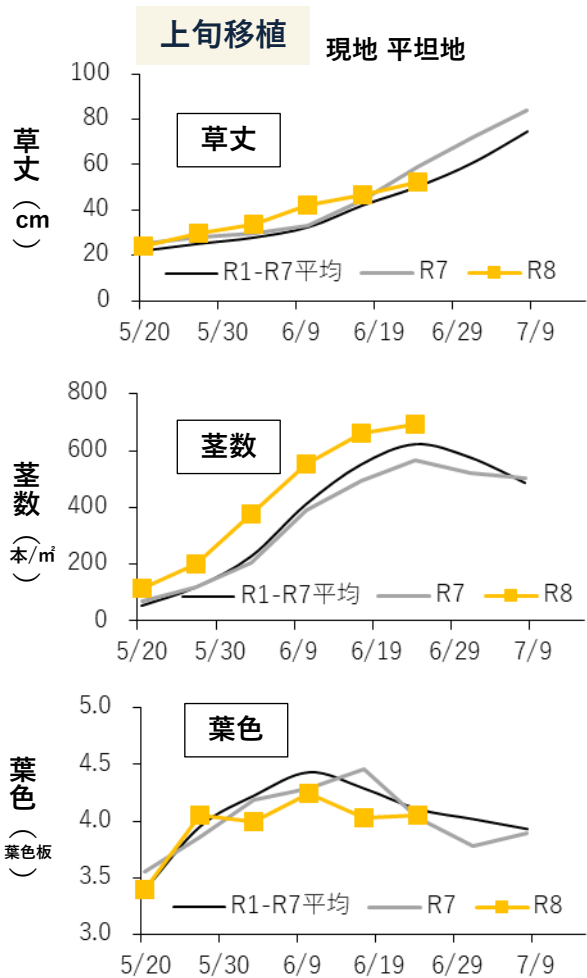 上旬移植
現地 平坦地
草丈
(cm)
草丈
100
80
60
40
20
0
R1-R7平均
R7
R8
5/20
5/30
6/9
6/19
6/29
7/9
茎数
(本/㎡)
茎数
800
600
400
200
0
R1-R7平均
R7
R8
5/20
5/30
6/9
6/19
6/29
7/9
葉色
(葉色板)
葉色
5.0
4.5
4.0
3.5
3.0
R1-R7平均
R7
R8
5/20
5/30
6/9
6/19
6/29
7/9